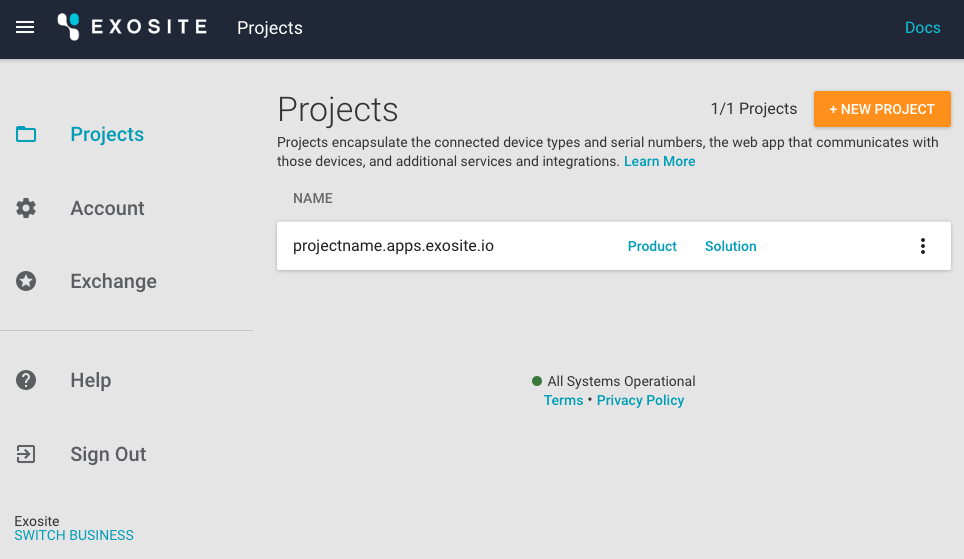 EXOSITE Projects Docs
Projects
Account
Exchange
Help
Sign Out
Exosite
SWITCH BUSINESS
Projects 1/1 Projects + NEW PROJECT
Projects encapsulate the connected device types and serial numbers, the web app that communicates with
those devices, and additional services and integrations. Learn More
NAME
projectname.apps.exosite.io Product Solution
All Systems Operational
Terms • Privacy Policy